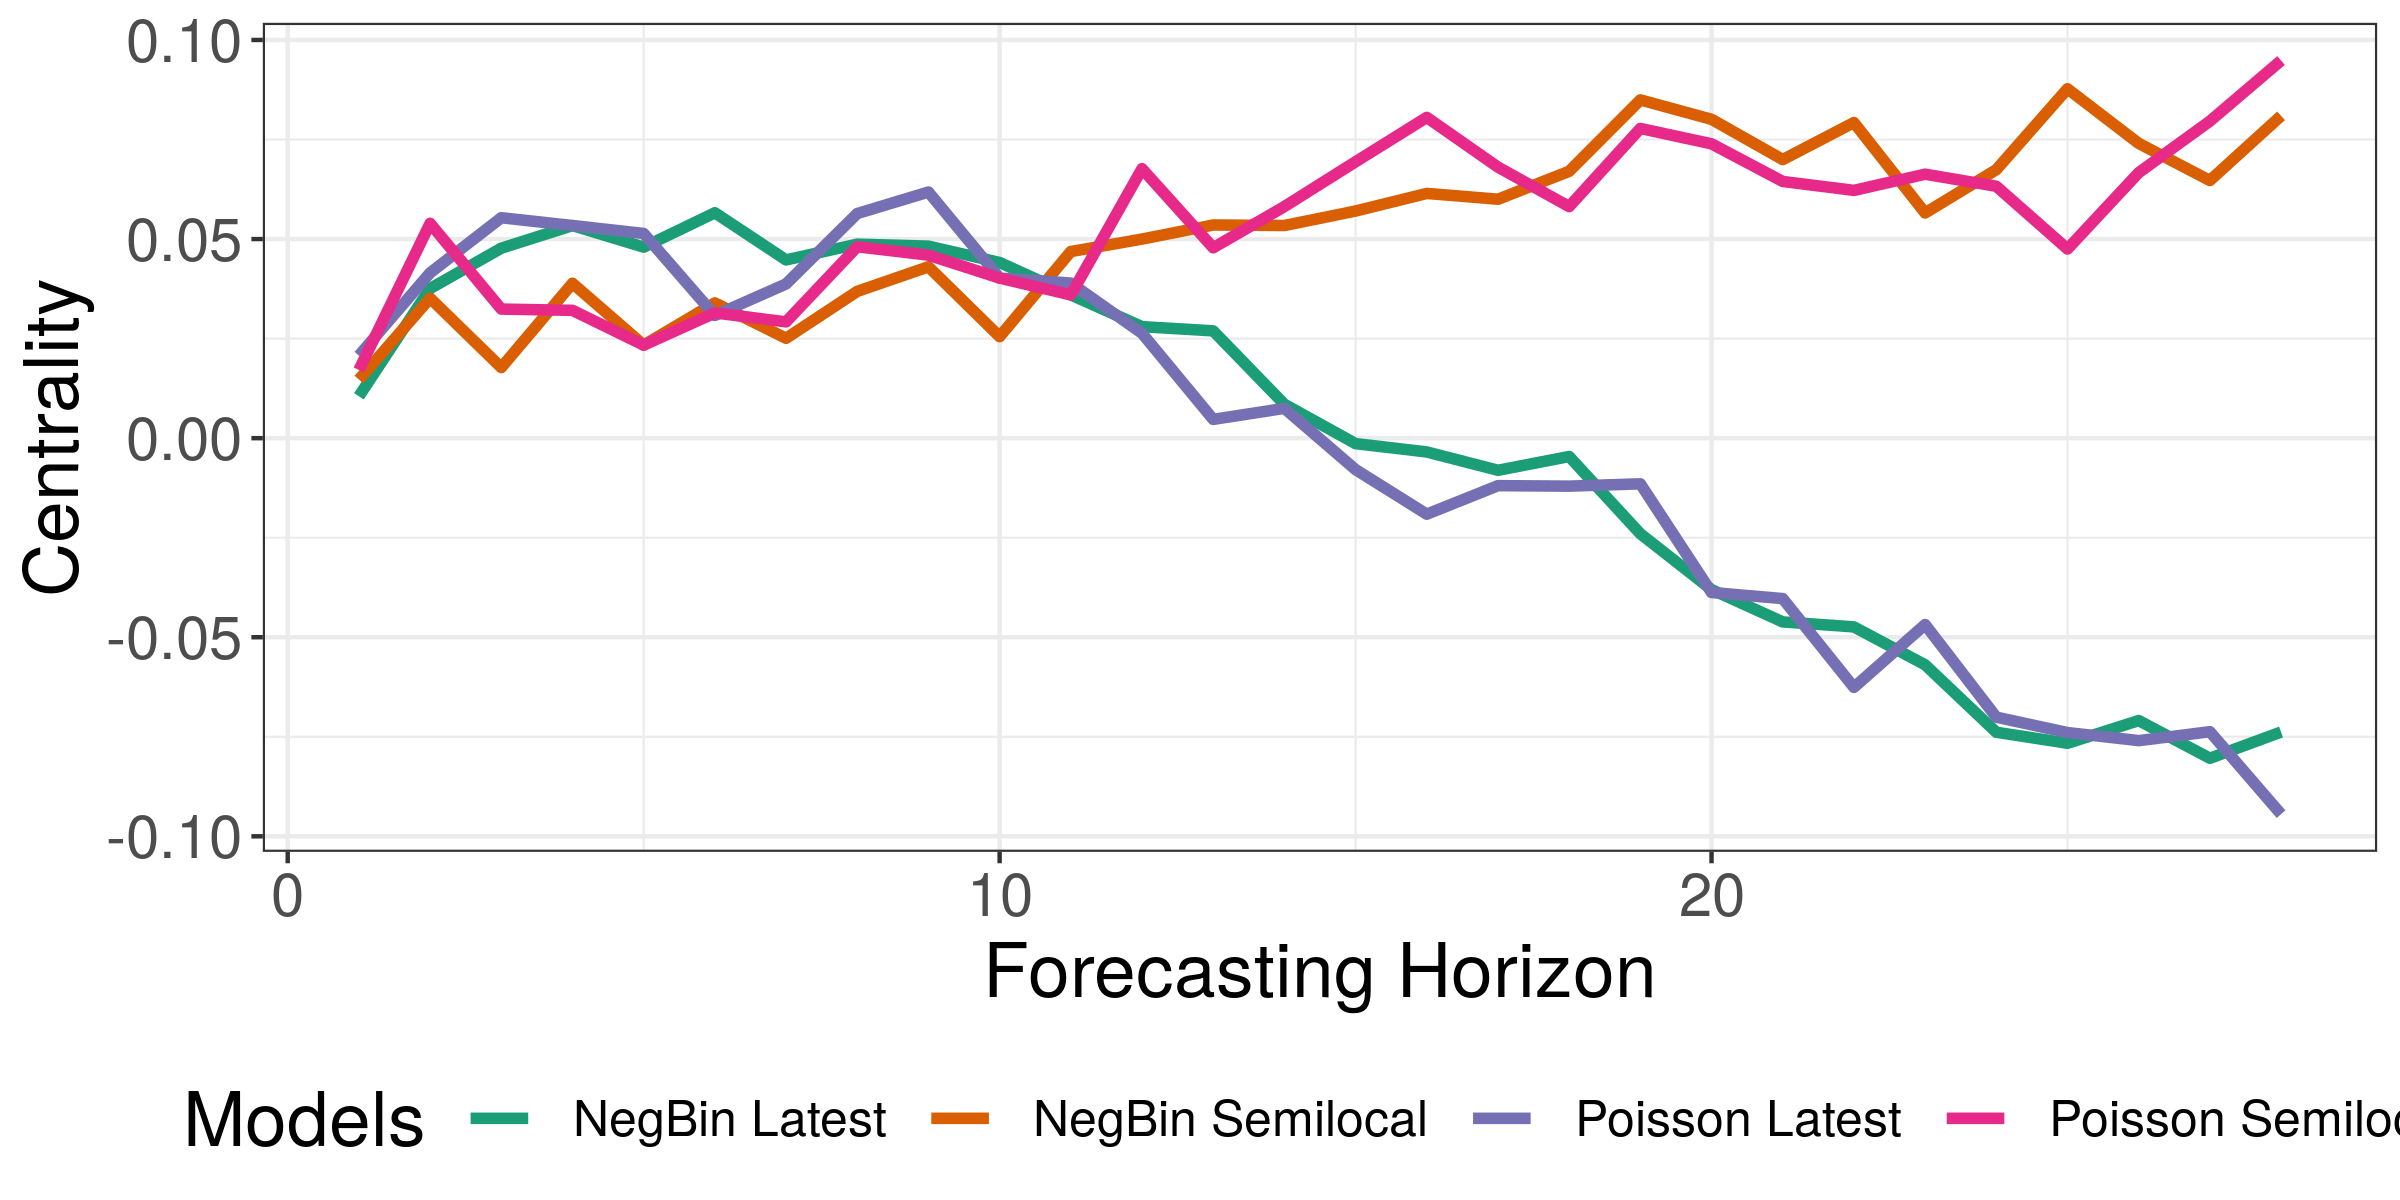 0.10
0.05
0.00
-0.05
-0.10
Centrality
0 10 20
Forecasting Horizon
Models NegBin Latest NegBin Semilocal Poisson Latest Poisson